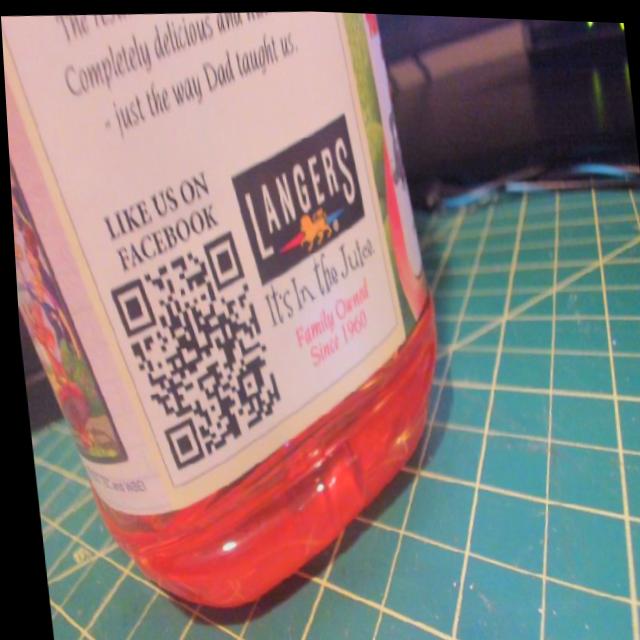 Completely delicious and
- just the way Dad taught us.
LIKE US ON
FACEBOOK
LANGERS
It's In the Juice
Family Owned
Since 1960